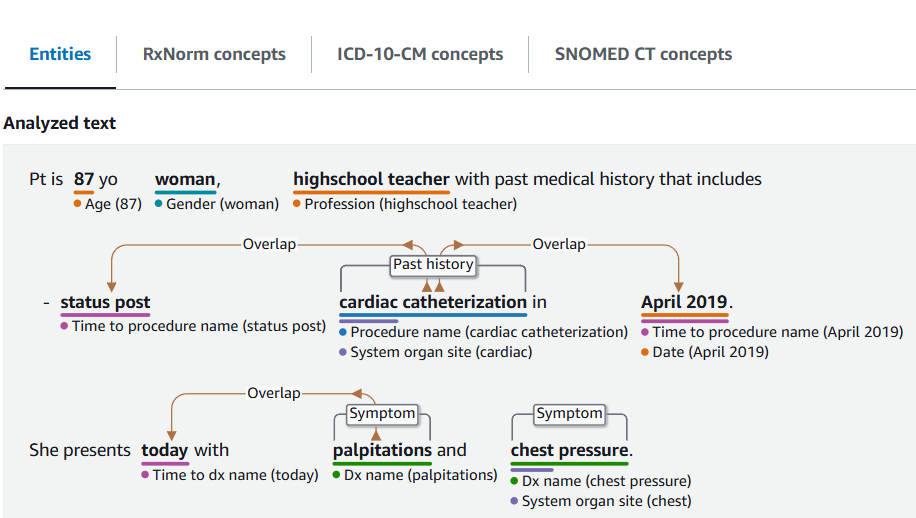 Entities RxNorm concepts ICD-10-CM concepts SNOMED CT concepts
Analyzed text
Pt is 87 yo woman, highschool teacher with past medical history that includes
Age (87) Gender (woman) Profession (highschool teacher)
Overlap Overlap
Past history
- status post cardiac catheterization in April 2019.
Time to procedure name (status post) Procedure name (cardiac catheterization) Time to procedure name (April 2019)
System organ site (cardiac) Date (April 2019)
Overlap
Symptom Symptom
She presents today with palpitations and chest pressure.
Time to dx name (today) Dx name (palpitations) Dx name (chest pressure)
System organ site (chest)